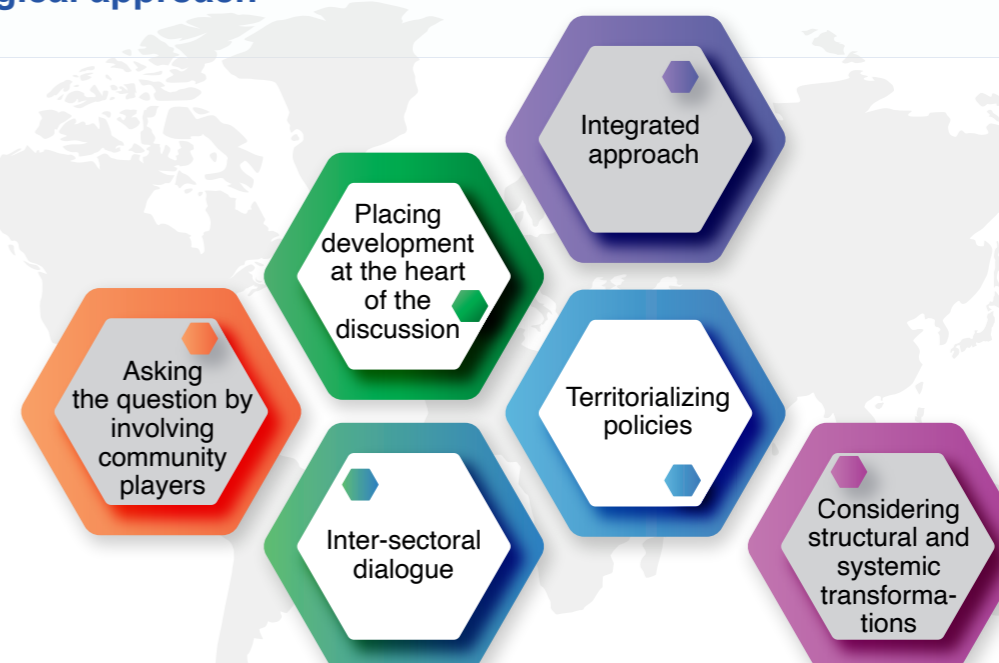 approach
Integrated
approach
Placing
development
at the heart
of the
discussion
Asking
the question by
involving
community
players
Territorializing
policies
Inter-sectoral
dialogue
Considering
structural and
systemic
transforma-
tions